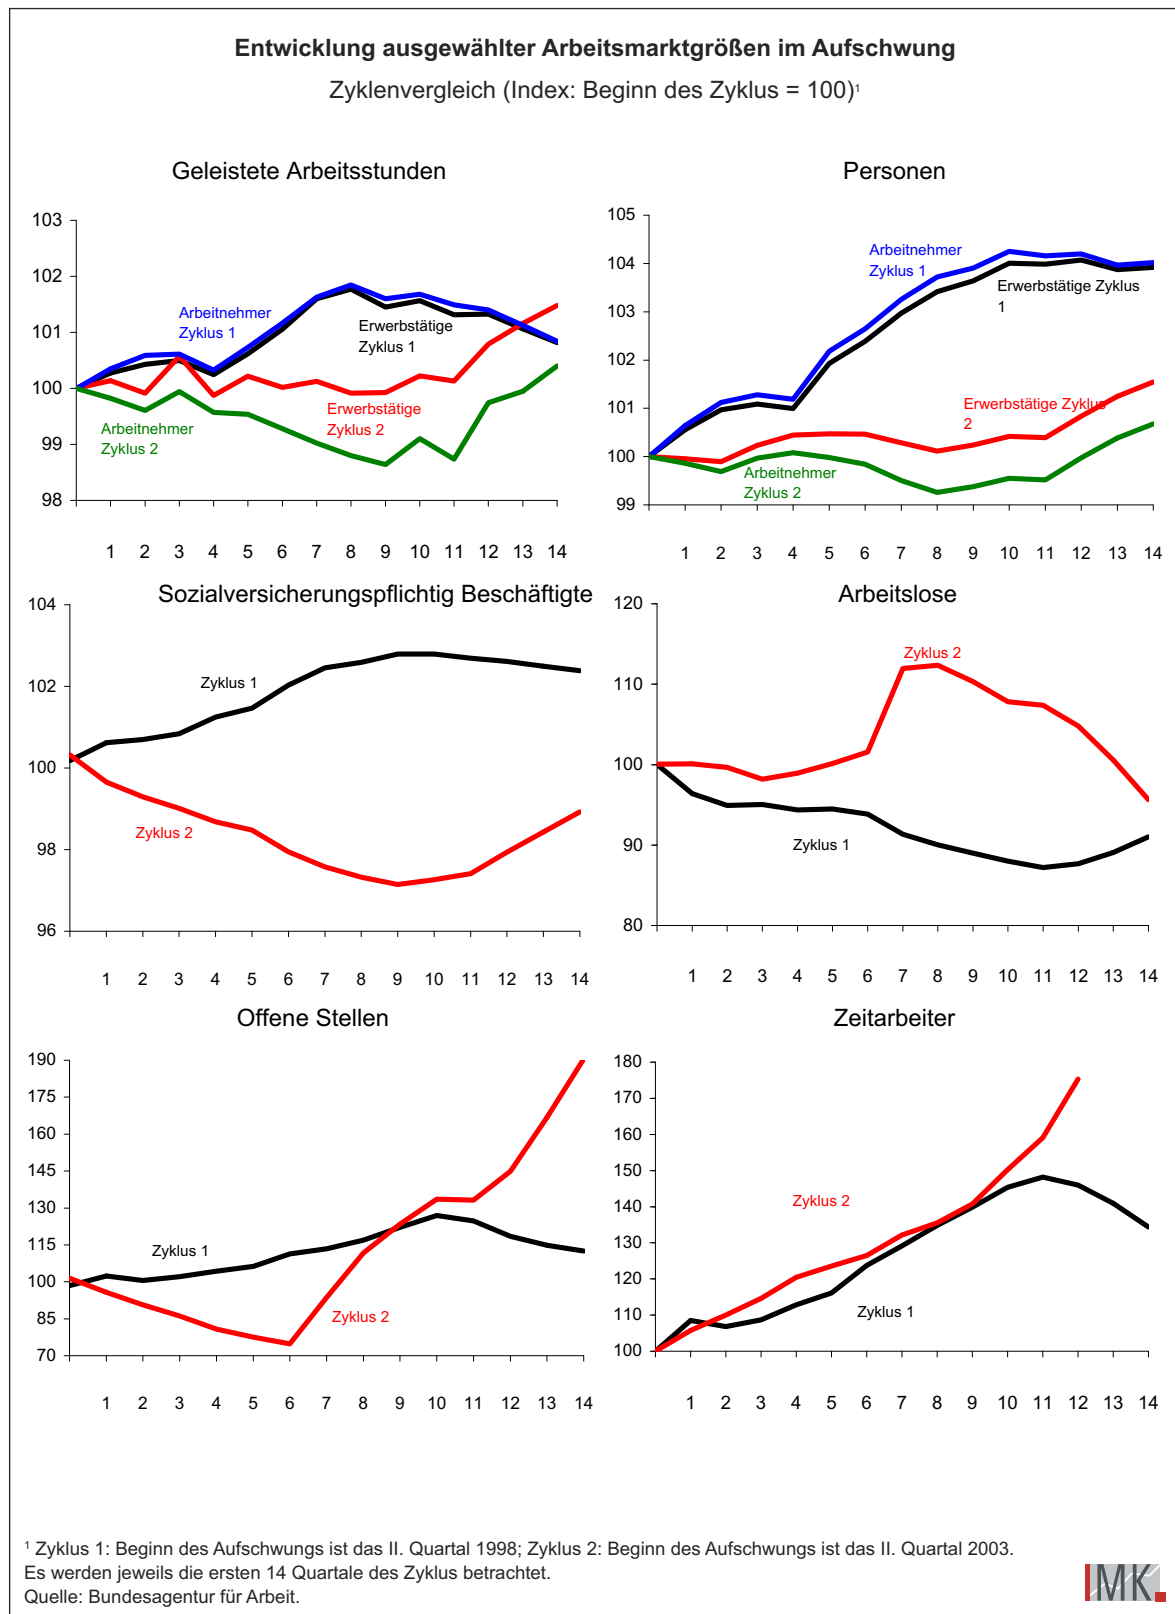 Entwicklung ausgewählter Arbeitsmarktgrößen im Aufschwung
Zyklenvergleich (Index: Beginn des Zyklus = 100)¹
Geleistete Arbeitsstunden
103
102
101
100
99
98
Arbeitnehmer
Zyklus 1
Erwerbstätige
Zyklus 1
Erwerbstätige
Zyklus 2
Arbeitnehmer
Zyklus 2
1 2 3 4 5 6 7 8 9 10 11 12 13 14
Personen
105
104
103
102
101
100
99
Arbeitnehmer
Zyklus 1
Erwerbstätige Zyklus
1
Erwerbstätige Zyklus
2
Arbeitnehmer
Zyklus 2
1 2 3 4 5 6 7 8 9 10 11 12 13 14
Sozialversicherungspflichtig Beschäftigte
104
102
100
98
96
Zyklus 1
Zyklus 2
1 2 3 4 5 6 7 8 9 10 11 12 13 14
Arbeitslose
120
110
100
90
80
Zyklus 2
Zyklus 1
1 2 3 4 5 6 7 8 9 10 11 12 13 14
Offene Stellen
190
175
160
145
130
115
100
85
70
Zyklus 1
Zyklus 2
1 2 3 4 5 6 7 8 9 10 11 12 13 14
Zeitarbeiter
180
170
160
150
140
130
120
110
100
Zyklus 2
Zyklus 1
1 2 3 4 5 6 7 8 9 10 11 12 13 14
¹ Zyklus 1: Beginn des Aufschwungs ist das II. Quartal 1998; Zyklus 2: Beginn des Aufschwungs ist das II. Quartal 2003.
Es werden jeweils die ersten 14 Quartale des Zyklus betrachtet.
Quelle: Bundesagentur für Arbeit.
IMK